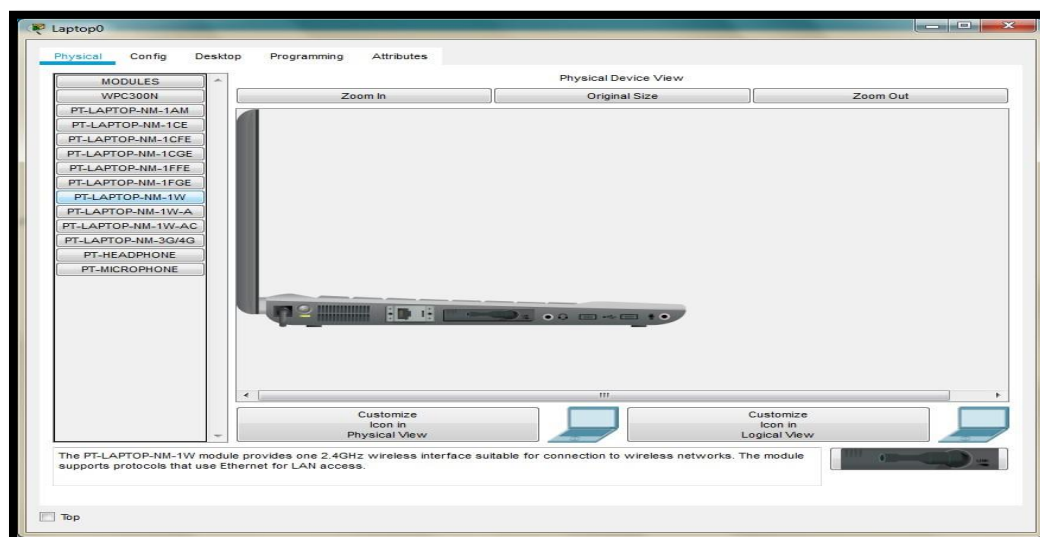 Laptop0
Physical Config Desktop Programming Attributes
MODULES
WPC300N
PT-LAPTOP-NM-1AM
PT-LAPTOP-NM-1CE
PT-LAPTOP-NM-1CFE
PT-LAPTOP-NM-1CGE
PT-LAPTOP-NM-1FFE
PT-LAPTOP-NM-1FGE
PT-LAPTOP-NM-1W
PT-LAPTOP-NM-1W-A
PT-LAPTOP-NM-1W-AC
PT-LAPTOP-NM-3G/4G
PT-HEADPHONE
PT-MICROPHONE
Physical Device View
Zoom In Original Size Zoom Out
Customize
Icon in
Physical View
Customize
Icon in
Logical View
The PT-LAPTOP-NM-1W module provides one 2.4GHz wireless interface suitable for connection to wireless networks. The module
supports protocols that use Ethernet for LAN access.
Top